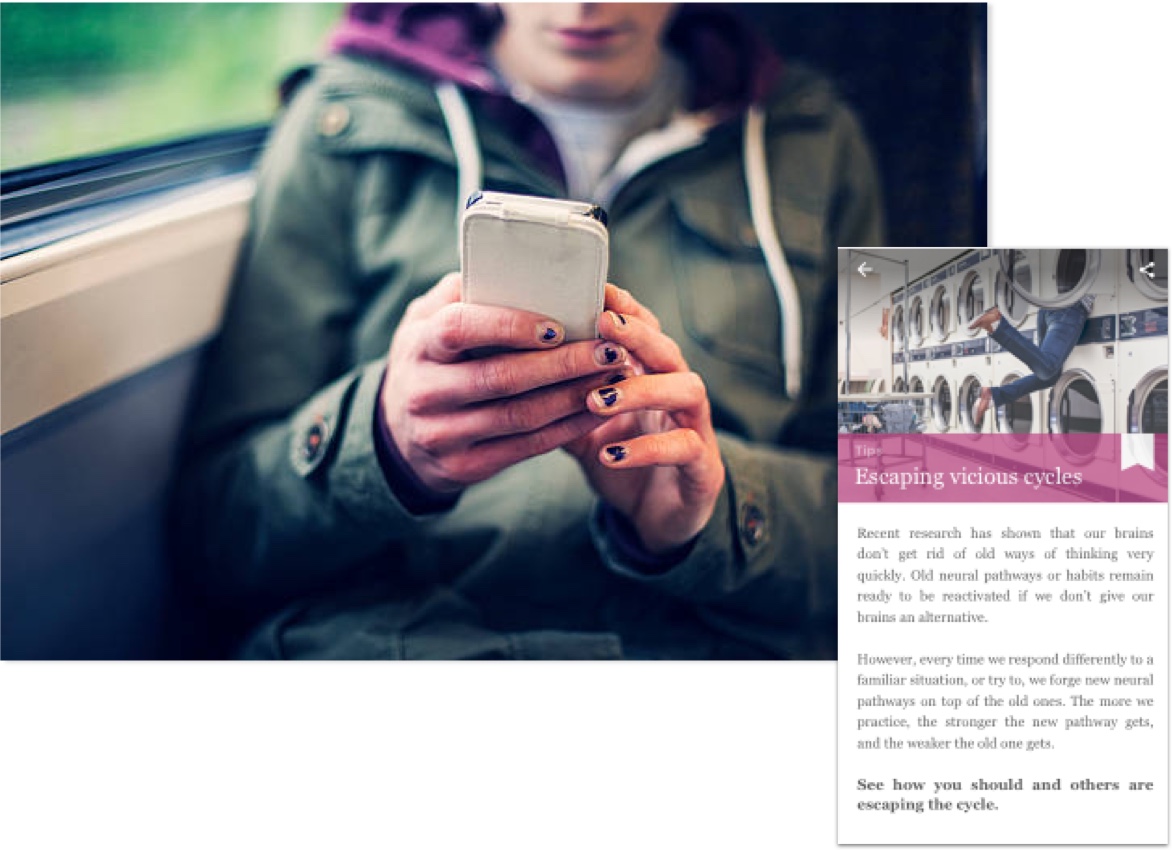 Tips
Escaping vicious cycles
Recent research has shown that our brains
don't get rid of old ways of thinking very
quickly. Old neural pathways or habits remain
ready to be reactivated if we don't give our
brains an alternative.
However, every time we respond differently to a
familiar situation, or try to, we forge new neural
pathways on top of the old ones. The more we
practice, the stronger the new pathway gets,
and the weaker the old one gets.
See how you should and others are
escaping the cycle.